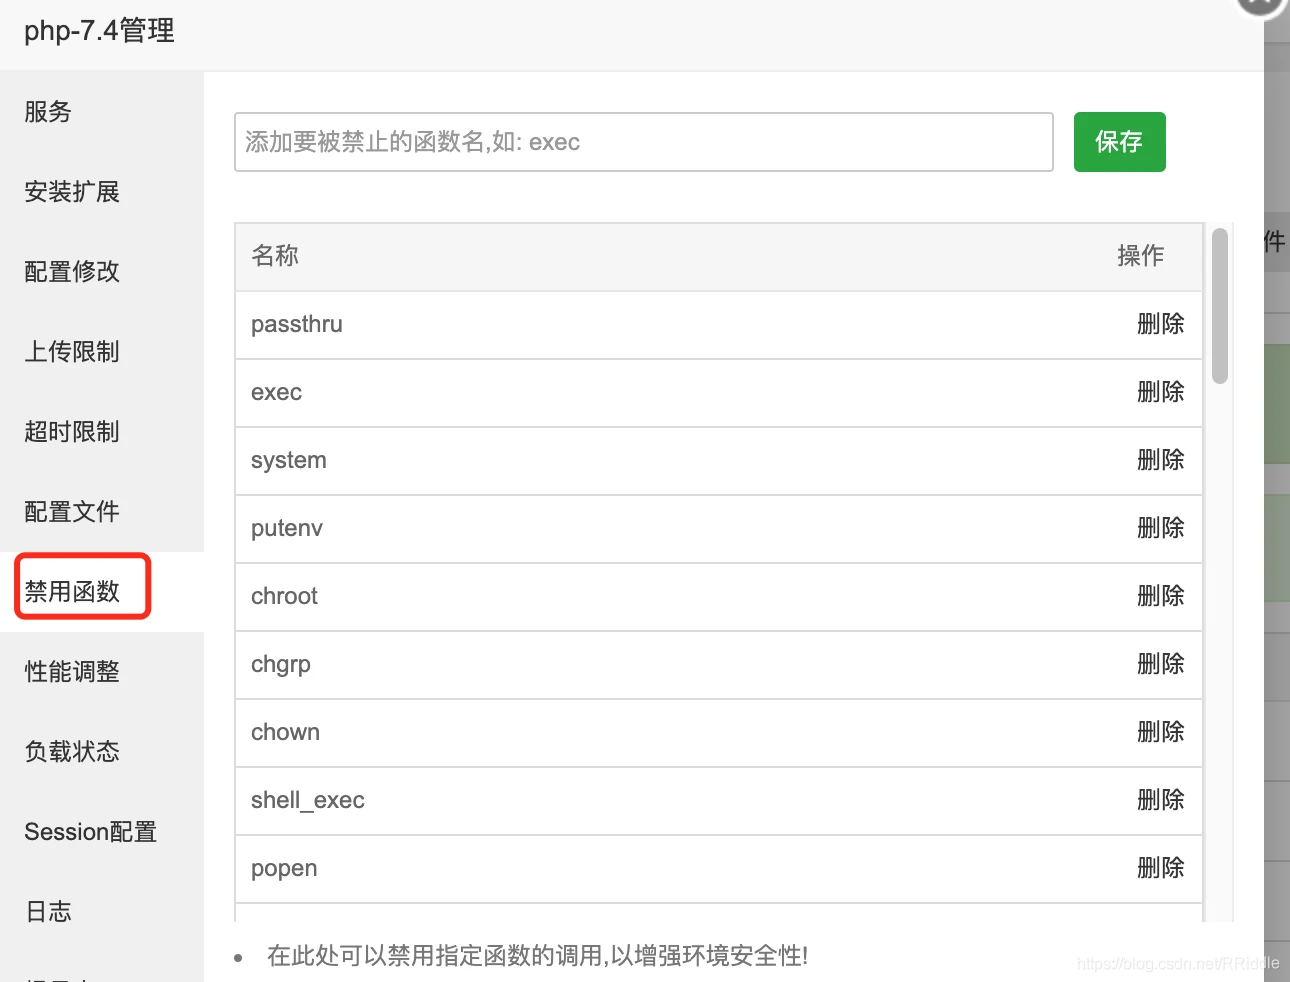 php-7.4管理
服务
安装扩展
配置修改
上传限制
超时限制
配置文件
禁用函数
性能调整
负载状态
Session配置
日志
添加要被禁止的函数名,如: exec
保存
名称 操作
passthru 删除
exec 删除
system 删除
putenv 删除
chroot 删除
chgrp 删除
chown 删除
shell_exec 删除
popen 删除
在此处可以禁用指定函数的调用,以增强环境安全性!
件
https://blog.csdn.net/RRiddle